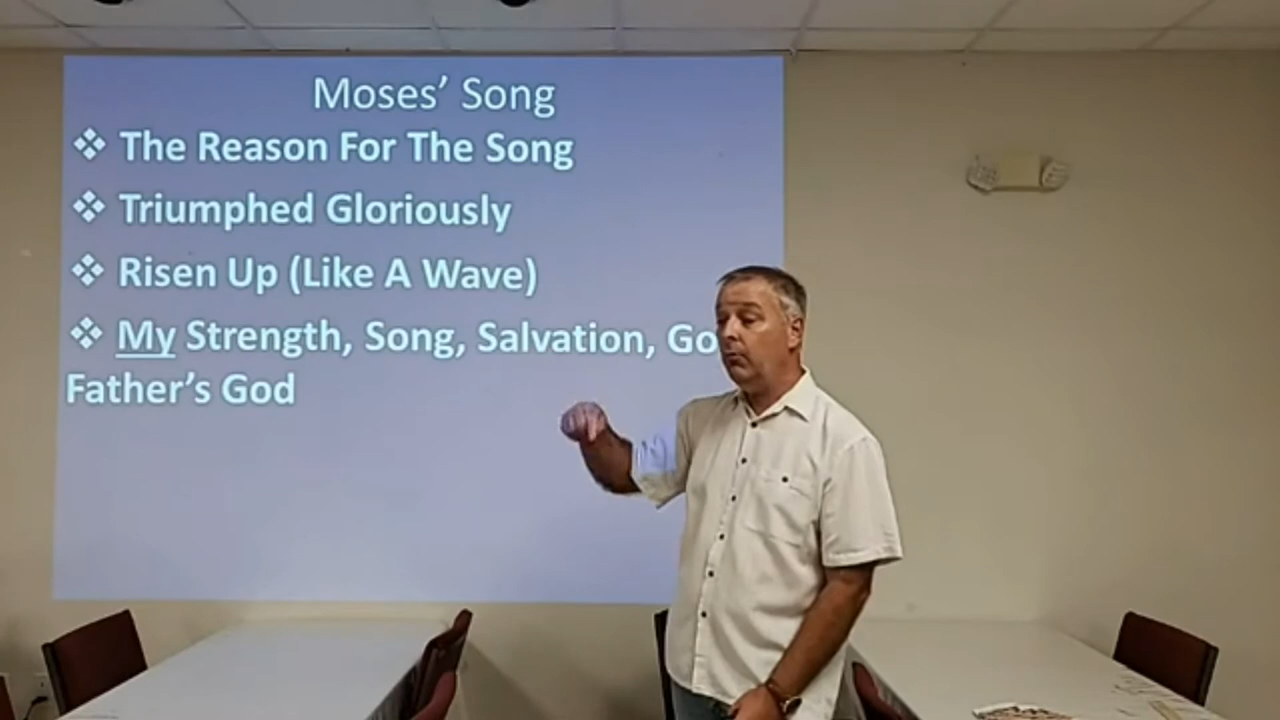 Moses’ Song
❖ The Reason For The Song
❖ Triumphed Gloriously
❖ Risen Up (Like A Wave)
❖ My Strength, Song, Salvation,
Father’s God